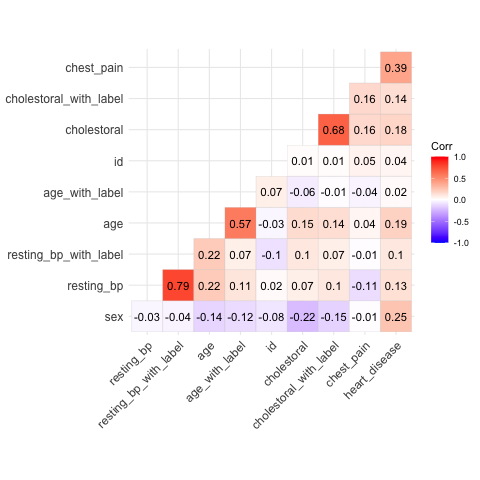 chest_pain 0.39
cholestoral_with_label 0.16 0.14
cholestoral 0.68 0.16 0.18
id 0.01 0.01 0.05 0.04
age_with_label 0.07 -0.06 -0.01 -0.04 0.02
age 0.57 -0.03 0.15 0.14 0.04 0.19
resting_bp_with_label 0.22 0.07 -0.1 0.1 0.07 -0.01 0.1
resting_bp 0.79 0.22 0.11 0.02 0.07 0.1 -0.11 0.13
sex -0.03 -0.04 -0.14 -0.12 -0.08 -0.22 -0.15 -0.01 0.25
resting_bp
resting_bp_with_label
age
age_with_label
id
cholestoral
cholestoral_with_label
chest_pain
heart_disease
Corr
1.0
0.5
0.0
-0.5
-1.0